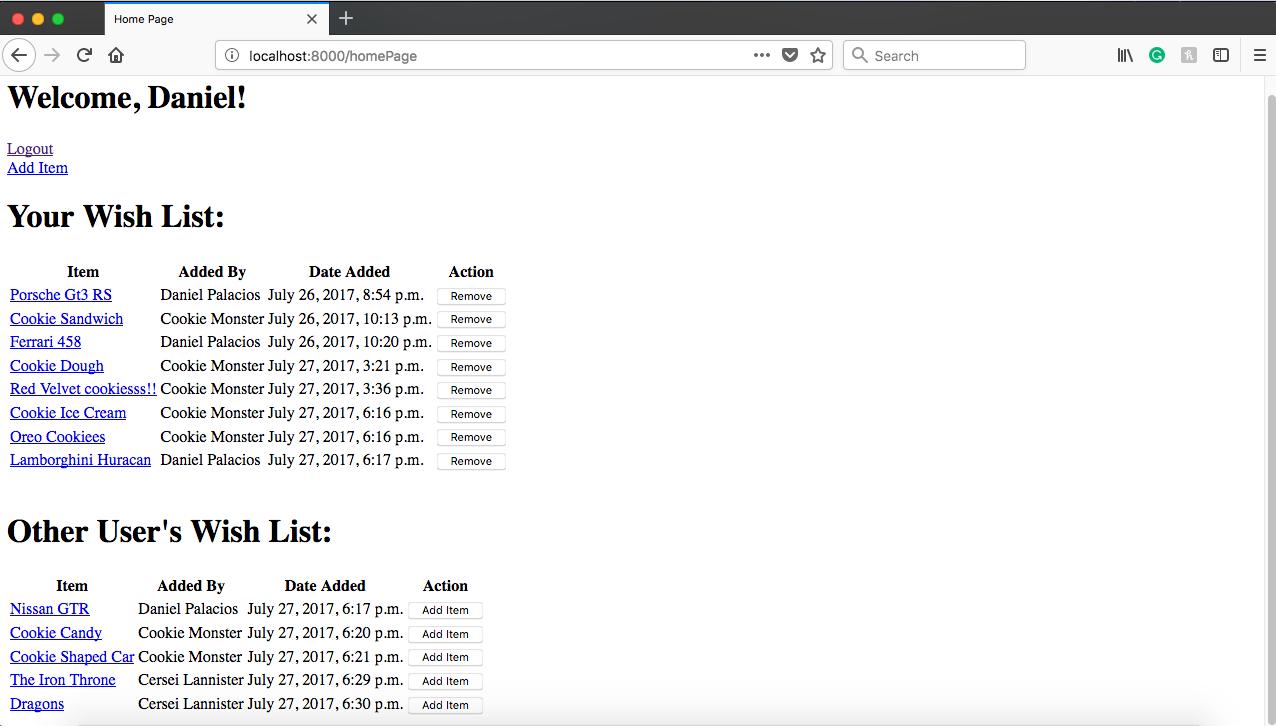 Home Page
localhost:8000/homePage
Search
Welcome, Daniel!
Logout
Add Item
Your Wish List:
Item Added By Date Added Action
Porsche Gt3 RS Daniel Palacios July 26, 2017, 8:54 p.m. Remove
Cookie Sandwich Cookie Monster July 26, 2017, 10:13 p.m. Remove
Ferrari 458 Daniel Palacios July 26, 2017, 10:20 p.m. Remove
Cookie Dough Cookie Monster July 27, 2017, 3:21 p.m. Remove
Red Velvet cookiesss!! Cookie Monster July 27, 2017, 3:36 p.m. Remove
Cookie Ice Cream Cookie Monster July 27, 2017, 6:16 p.m. Remove
Oreo Cookiees Cookie Monster July 27, 2017, 6:16 p.m. Remove
Lamborghini Huracan Daniel Palacios July 27, 2017, 6:17 p.m. Remove
Other User's Wish List:
Item Added By Date Added Action
Nissan GTR Daniel Palacios July 27, 2017, 6:17 p.m. Add Item
Cookie Candy Cookie Monster July 27, 2017, 6:20 p.m. Add Item
Cookie Shaped Car Cookie Monster July 27, 2017, 6:21 p.m. Add Item
The Iron Throne Cersei Lannister July 27, 2017, 6:29 p.m. Add Item
Dragons Cersei Lannister July 27, 2017, 6:30 p.m. Add Item